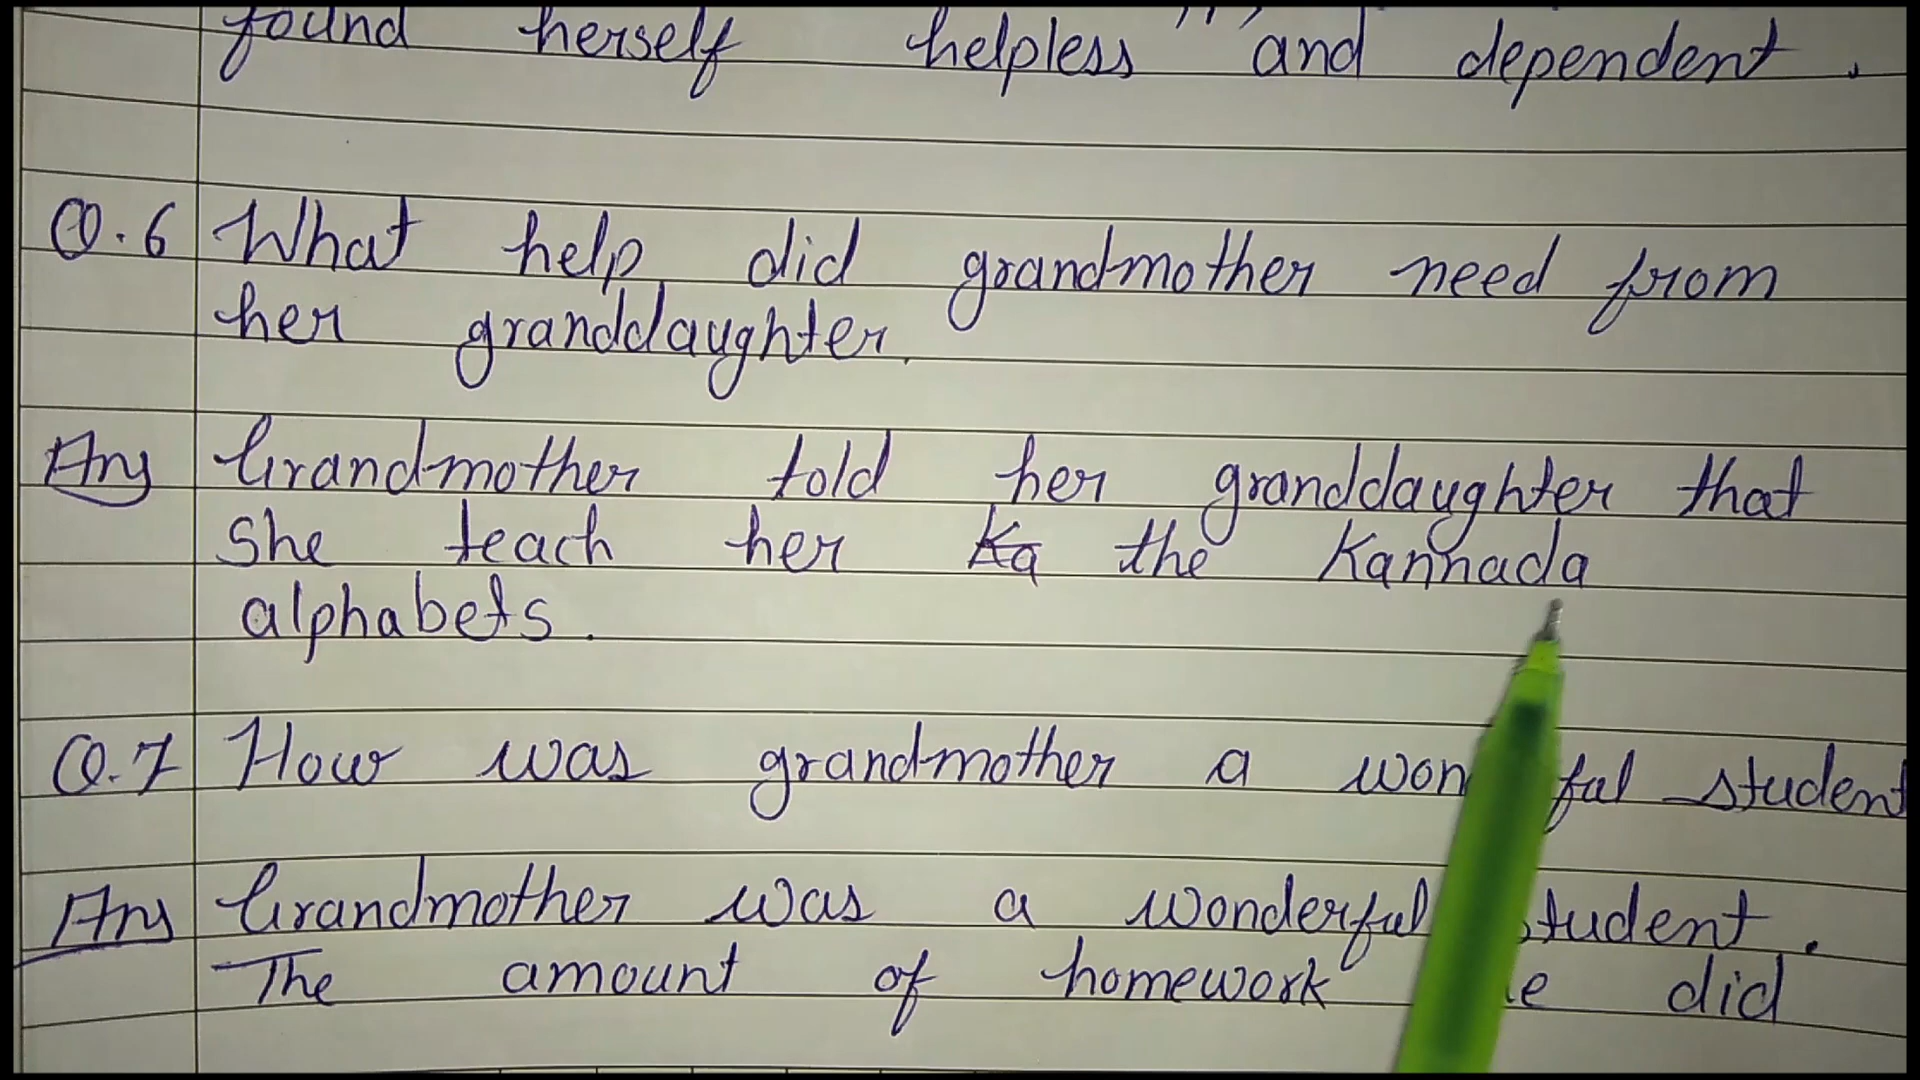 found herself helpless and dependent.
Q.6 What help did grandmother need from
her granddaughter.
Ans Grandmother told her granddaughter that
she teach her Ka the Kannada
alphabets.
Q.7 How was grandmother a won ful student
Ans Grandmother was a wonderful student.
The amount of homework did